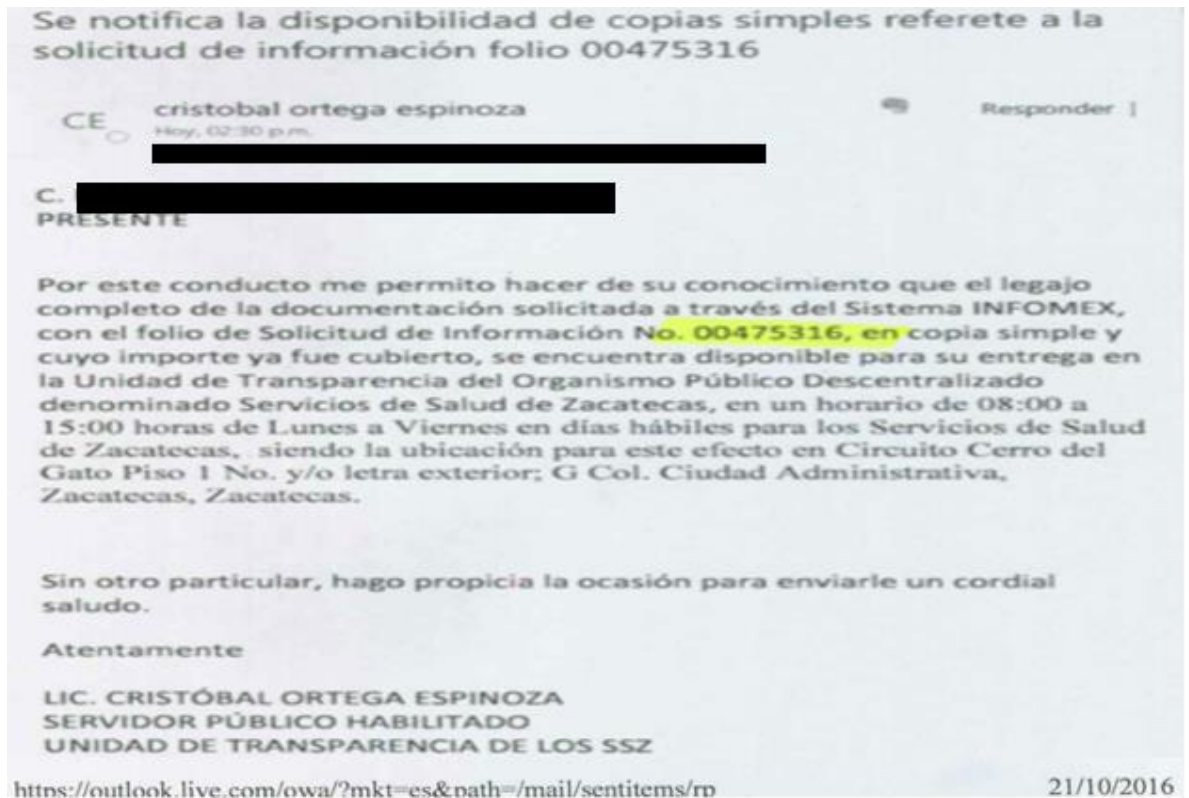 Se notifica la disponibilidad de copias simples referete a la
solicitud de información folio 00475316
CE
cristobal ortega espinoza
Responder
Hoy, 02:30 p.m.
C.
PRESENTE
Por este conducto me permito hacer de su conocimiento que el legajo
completo de la documentación solicitada a través del Sistema INFOMEX,
con el folio de Solicitud de Información No. 00475316, en copia simple y
cuyo importe ya fue cubierto, se encuentra disponible para su entrega en
la Unidad de Transparencia del Organismo Público Descentralizado
denominado Servicios de Salud de Zacatecas, en un horario de 08:00 a
15:00 horas de Lunes a Viernes en días hábiles para los Servicios de Salud
de Zacatecas, siendo la ubicación para este efecto en Circuito Cerro del
Gato Piso 1 No. y/o letra exterior; G Col. Ciudad Administrativa,
Zacatecas, Zacatecas.
Sin otro particular, hago propicia la ocasión para enviarle un cordial
saludo.
Atentamente
LIC. CRISTÓBAL ORTEGA ESPINOZA
SERVIDOR PÚBLICO HABILITADO
UNIDAD DE TRANSPARENCIA DE LOS SSZ
https://outlook.live.com/owa/?mkt=es&path=/mail/sentitems/rp
21/10/2016